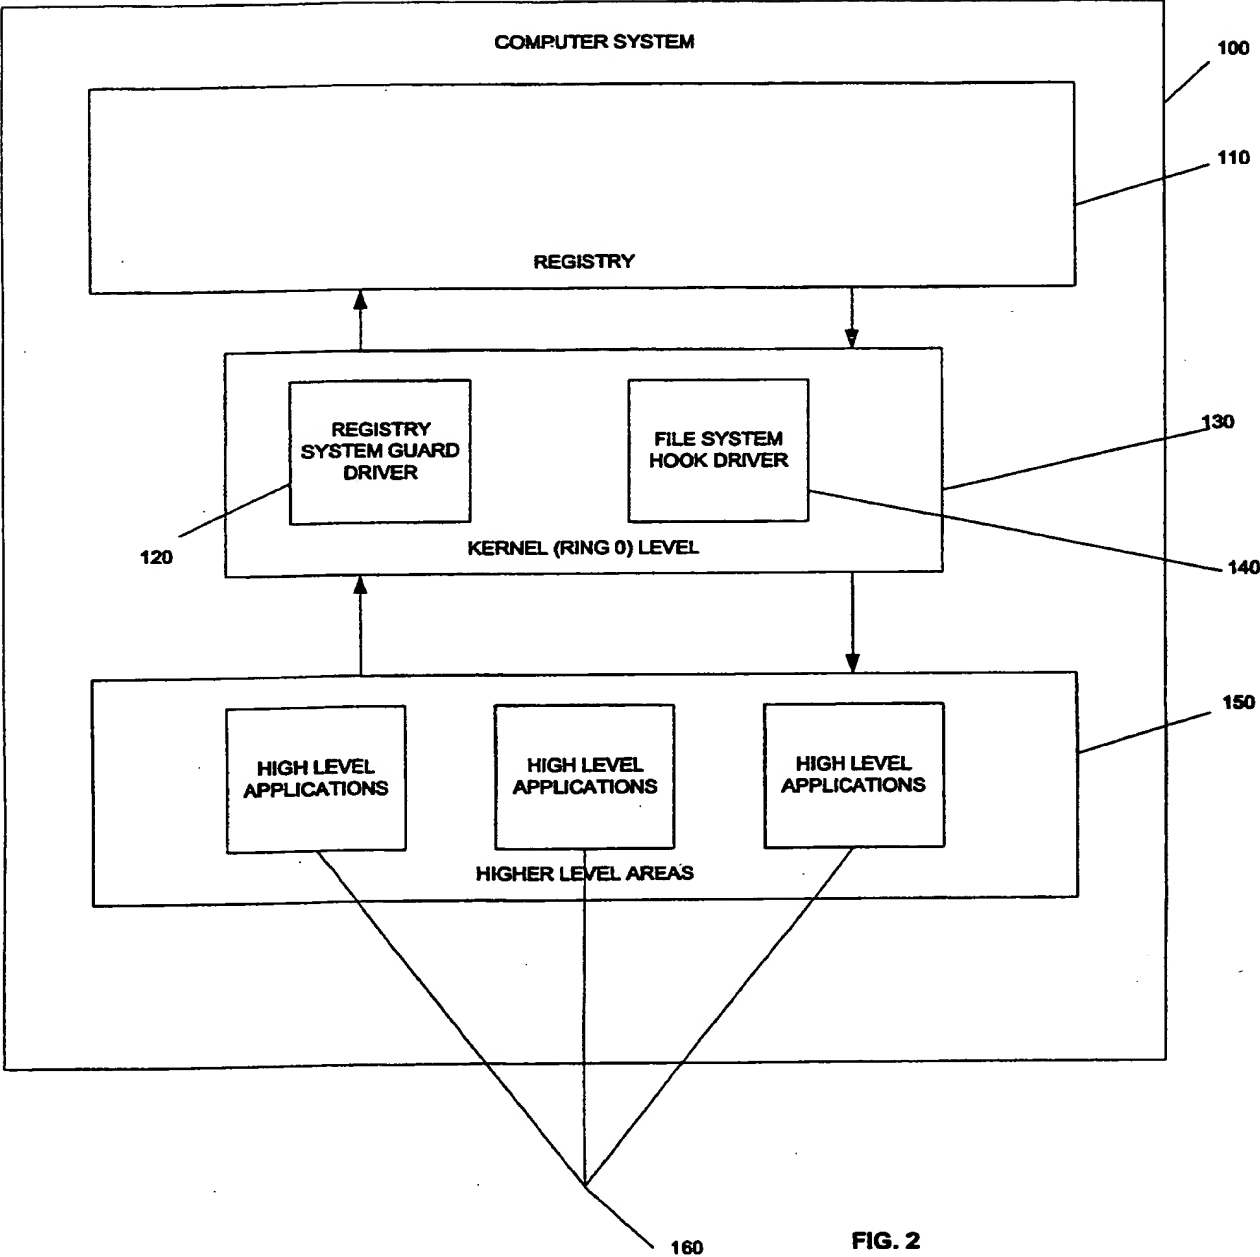 COMPUTER SYSTEM
100
110
REGISTRY
REGISTRY
SYSTEM GUARD
DRIVER
FILE SYSTEM
HOOK DRIVER
130
120
KERNEL (RING 0) LEVEL
140
150
HIGH LEVEL
APPLICATIONS
HIGH LEVEL
APPLICATIONS
HIGH LEVEL
APPLICATIONS
HIGHER LEVEL AREAS
160
FIG. 2